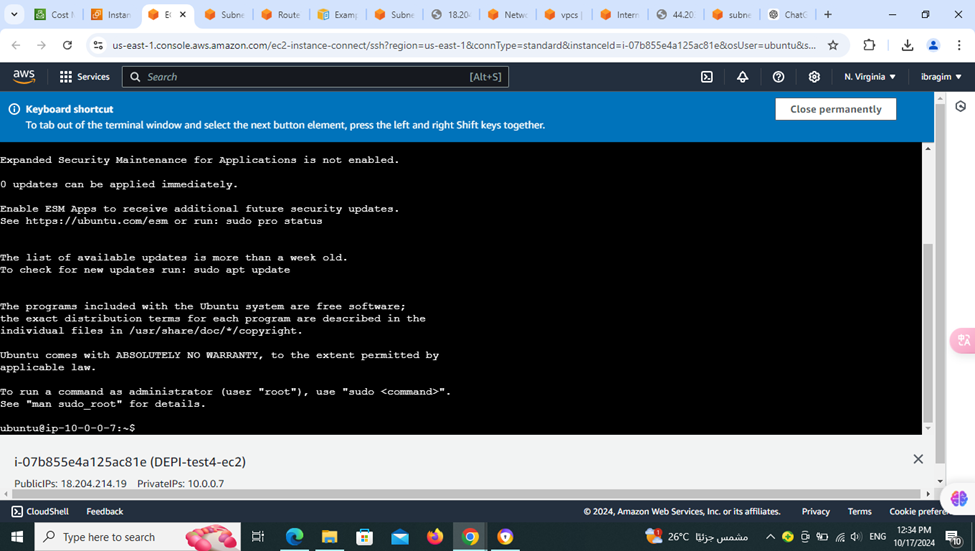 Cost M
Instan
E
Subne
Route
Examp
Subne
18.204
Netwo
vpcs |
Intern
44.20
subne
ChatG
us-east-1.console.aws.amazon.com/ec2-instance-connect/ssh?region=us-east-1&connType=standard&instanceId=i-07b855e4a125ac81e&osUser=ubuntu&s...
aws
Services
Search
[Alt+S]
N. Virginia
ibragim
Keyboard shortcut
To tab out of the terminal window and select the next button element, press the left and right Shift keys together.
Close permanently
Expanded Security Maintenance for Applications is not enabled.
0 updates can be applied immediately.
Enable ESM Apps to receive additional future security updates.
See https://ubuntu.com/esm or run: sudo pro status
The list of available updates is more than a week old.
To check for new updates run: sudo apt update
The programs included with the Ubuntu system are free software;
the exact distribution terms for each program are described in the
individual files in /usr/share/doc/*/copyright.
Ubuntu comes with ABSOLUTELY NO WARRANTY, to the extent permitted by
applicable law.
To run a command as administrator (user "root"), use "sudo <command>".
See "man sudo_root" for details.
ubuntu@ip-10-0-0-7:~$
i-07b855e4a125ac81e (DEPI-test4-ec2)
PublicIPs: 18.204.214.19 PrivateIPs: 10.0.0.7
CloudShell
Feedback
© 2024, Amazon Web Services, Inc. or its affiliates.
Privacy
Terms
Cookie prefere
Type here to search
26°C مشمس جزئيًا
ENG
12:34 PM
10/17/2024
10